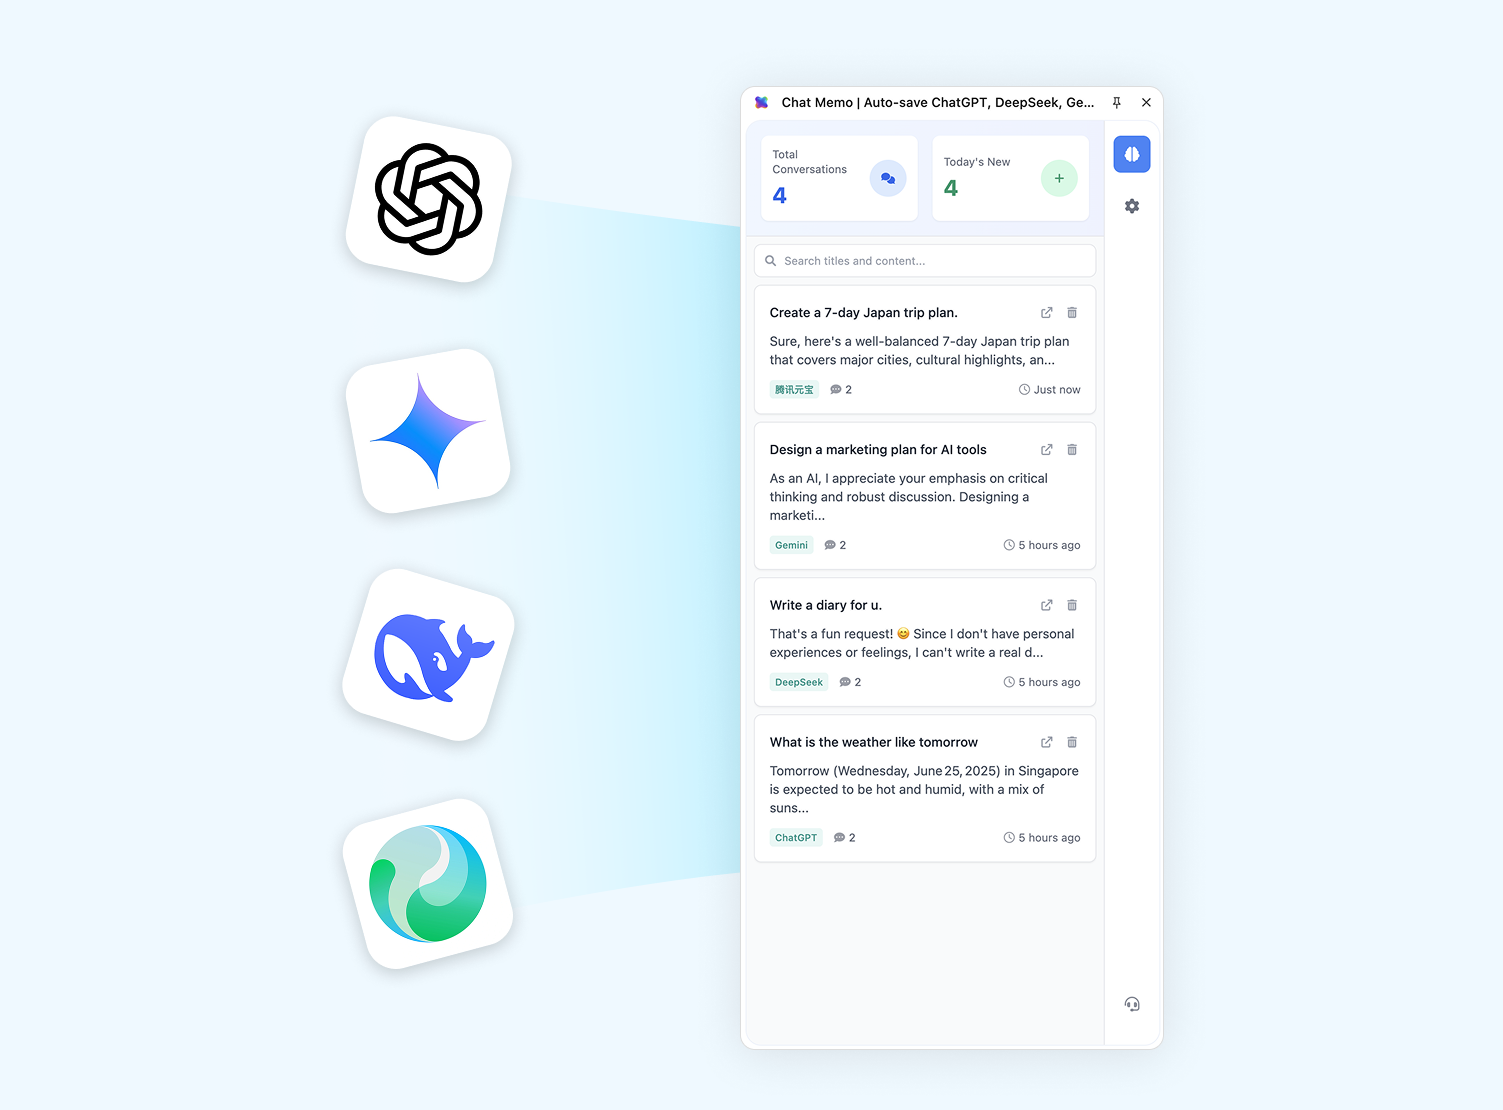 Chat Memo | Auto-save ChatGPT, DeepSeek, Ge...
Total
Conversations
4
Today's New
4
Search titles and content...
Create a 7-day Japan trip plan.
Sure, here's a well-balanced 7-day Japan trip plan
that covers major cities, cultural highlights, an...
腾讯元宝 2 Just now
Design a marketing plan for AI tools
As an AI, I appreciate your emphasis on critical
thinking and robust discussion. Designing a
marketi...
Gemini 2 5 hours ago
Write a diary for u.
That's a fun request! 😊 Since I don't have personal
experiences or feelings, I can't write a real d...
DeepSeek 2 5 hours ago
What is the weather like tomorrow
Tomorrow (Wednesday, June 25, 2025) in Singapore
is expected to be hot and humid, with a mix of
suns...
ChatGPT 2 5 hours ago